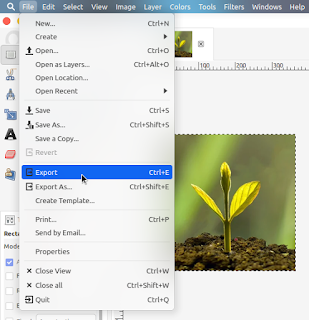 File Edit Select View Image Layer Colors Tools Filters Windows Help
New... Ctrl+N
Create
Open... Ctrl+O
Open as Layers... Ctrl+Alt+O
Open Location...
Open Recent
100 200 300
Save Ctrl+S
Save As... Ctrl+Shift+S
Save a Copy...
Revert
Export Ctrl+E
Export As... Ctrl+Shift+E
Create Template...
Print... Ctrl+P
Send by Email...
Recta
Mode
Properties
Close View Ctrl+W
Close all Ctrl+Shift+W
Quit Ctrl+Q